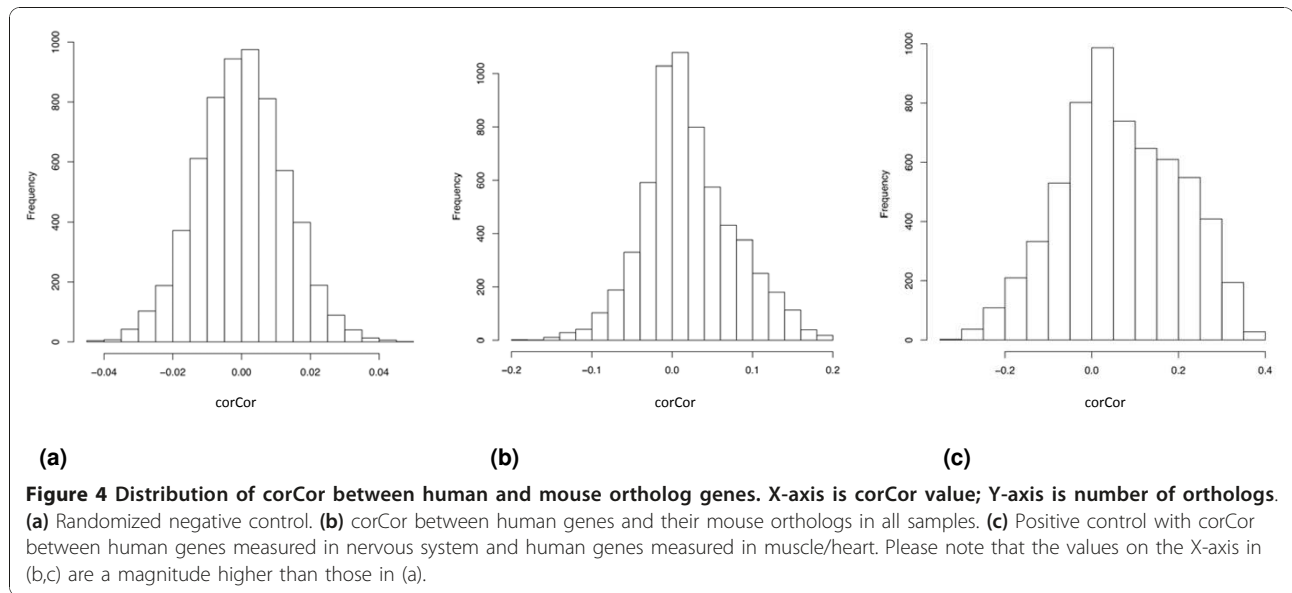 1000
800
600
400
200
0
Frequency
−0.04 −0.02 0.00 0.02 0.04
corCor
(a)
1000
800
600
400
200
0
Frequency
−0.2 −0.1 0.0 0.1 0.2
corCor
(b)
1000
800
600
400
200
0
Frequency
−0.2 0.0 0.2 0.4
corCor
(c)
Figure 4 Distribution of corCor between human and mouse ortholog genes. X-axis is corCor value; Y-axis is number of orthologs.
(a) Randomized negative control. (b) corCor between human genes and their mouse orthologs in all samples. (c) Positive control with corCor
between human genes measured in nervous system and human genes measured in muscle/heart. Please note that the values on the X-axis in
(b,c) are a magnitude higher than those in (a).